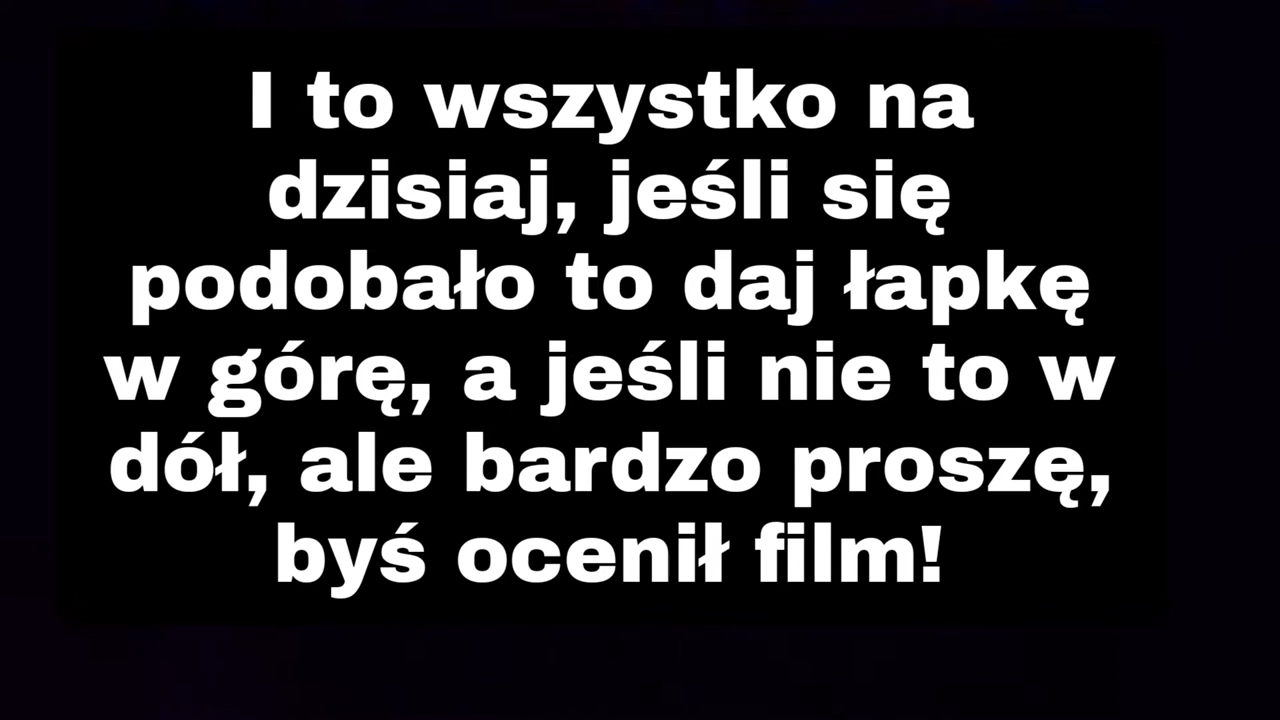 I to wszystko na
dzisiaj, jeśli się
podobało to daj łapkę
w górę, a jeśli nie to w
dół, ale bardzo proszę,
byś ocenił film!